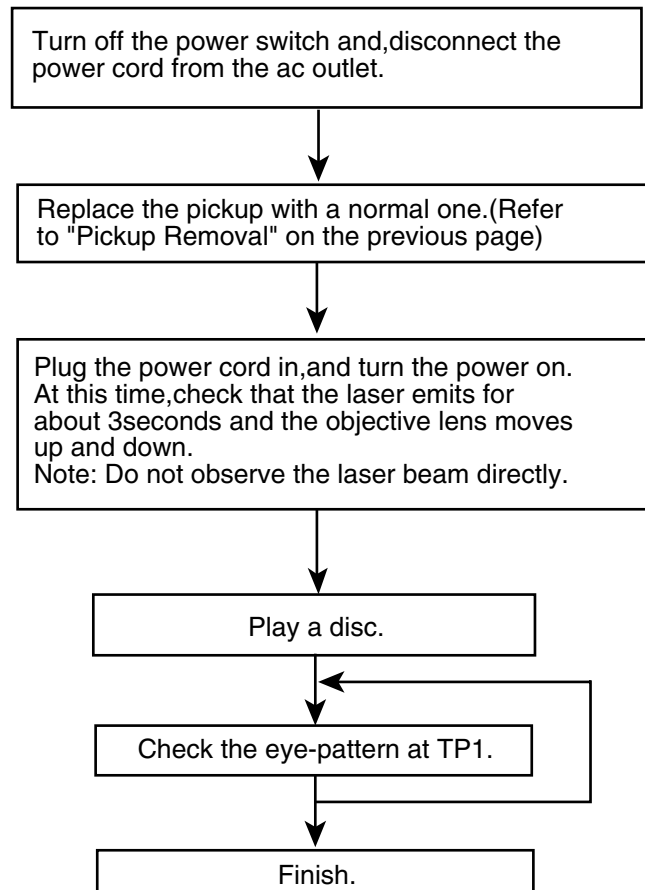 Turn off the power switch and,disconnect the
power cord from the ac outlet.
Replace the pickup with a normal one.(Refer
to "Pickup Removal" on the previous page)
Plug the power cord in,and turn the power on.
At this time,check that the laser emits for
about 3seconds and the objective lens moves
up and down.
Note: Do not observe the laser beam directly.
Play a disc.
Check the eye-pattern at TP1.
Finish.